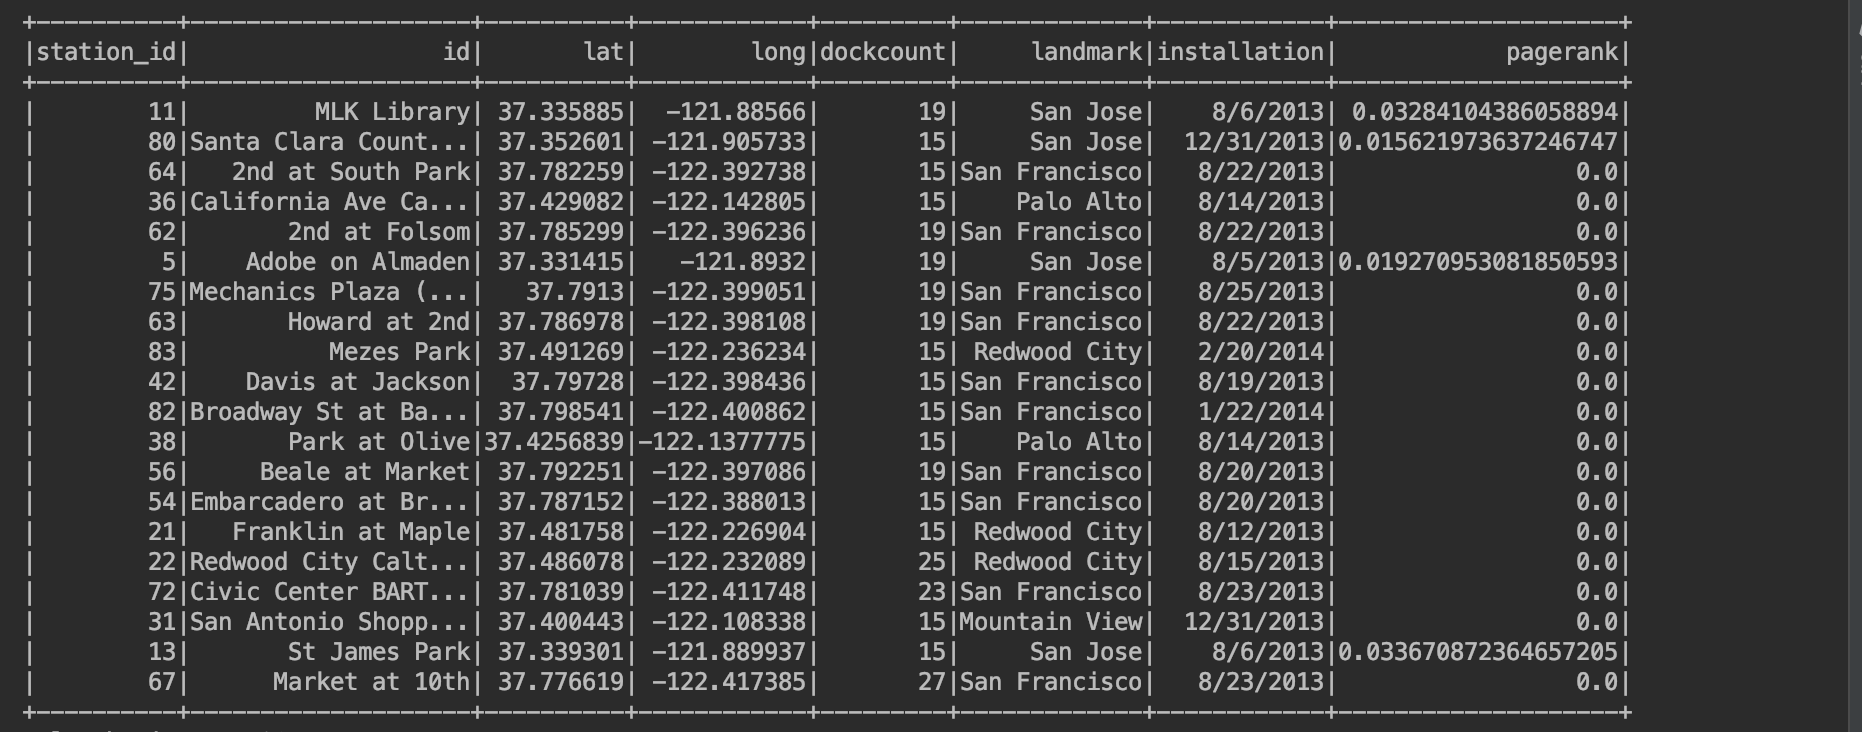 +----------+--------------------+----------+------------+---------+-------------+------------+--------------------+
|station_id|                  id|       lat|        long|dockcount|     landmark|installation|            pagerank|
+----------+--------------------+----------+------------+---------+-------------+------------+--------------------+
|        11|         MLK Library| 37.335885|  -121.88566|       19|     San Jose|    8/6/2013| 0.03284104386058894|
|        80|Santa Clara Count...| 37.352601| -121.905733|       15|     San Jose|  12/31/2013|0.015621973637246747|
|        64|   2nd at South Park| 37.782259| -122.392738|       15|San Francisco|   8/22/2013|                 0.0|
|        36|California Ave Ca...| 37.429082| -122.142805|       15|    Palo Alto|   8/14/2013|                 0.0|
|        62|       2nd at Folsom| 37.785299| -122.396236|       19|San Francisco|   8/22/2013|                 0.0|
|         5|    Adobe on Almaden| 37.331415|   -121.8932|       19|     San Jose|    8/5/2013|0.019270953081850593|
|        75|Mechanics Plaza (...|   37.7913| -122.399051|       19|San Francisco|   8/25/2013|                 0.0|
|        63|       Howard at 2nd| 37.786978| -122.398108|       19|San Francisco|   8/22/2013|                 0.0|
|        83|          Mezes Park| 37.491269| -122.236234|       15| Redwood City|   2/20/2014|                 0.0|
|        42|    Davis at Jackson|  37.79728| -122.398436|       15|San Francisco|   8/19/2013|                 0.0|
|        82|Broadway St at Ba...| 37.798541| -122.400862|       15|San Francisco|   1/22/2014|                 0.0|
|        38|       Park at Olive|37.4256839|-122.1377775|       15|    Palo Alto|   8/14/2013|                 0.0|
|        56|     Beale at Market| 37.792251| -122.397086|       19|San Francisco|   8/20/2013|                 0.0|
|        54|Embarcadero at Br...| 37.787152| -122.388013|       15|San Francisco|   8/20/2013|                 0.0|
|        21|   Franklin at Maple| 37.481758| -122.226904|       15| Redwood City|   8/12/2013|                 0.0|
|        22|Redwood City Calt...| 37.486078| -122.232089|       25| Redwood City|   8/15/2013|                 0.0|
|        72|Civic Center BART...| 37.781039| -122.411748|       23|San Francisco|   8/23/2013|                 0.0|
|        31|San Antonio Shopp...| 37.400443| -122.108338|       15|Mountain View|  12/31/2013|                 0.0|
|        13|       St James Park| 37.339301| -121.889937|       15|     San Jose|    8/6/2013|0.033670872364657205|
|        67|      Market at 10th| 37.776619| -122.417385|       27|San Francisco|   8/23/2013|                 0.0|
+----------+--------------------+----------+------------+---------+-------------+------------+--------------------+